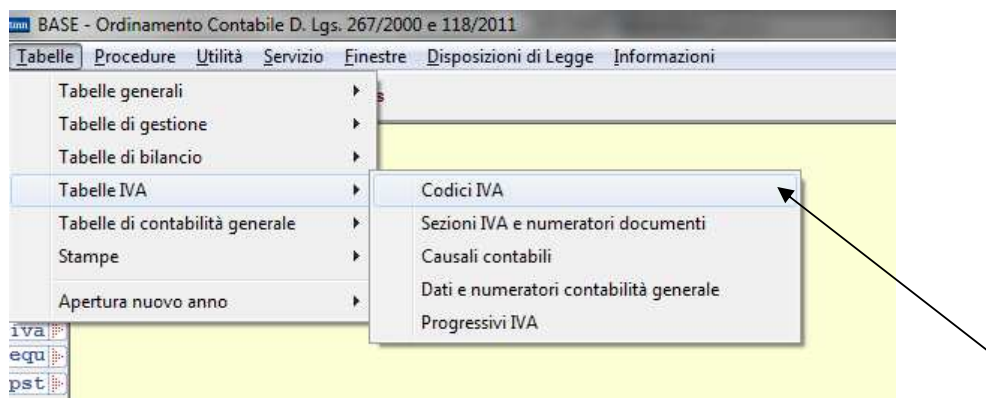 BASE - Ordinamento Contabile D. Lgs. 267/2000 e 118/2011
Tabelle Procedure Utilità Servizio Finestre Disposizioni di Legge Informazioni
Tabelle generali
Tabelle di gestione
Tabelle di bilancio
Tabelle IVA
Tabelle di contabilità generale
Stampe
Apertura nuovo anno
Codici IVA
Sezioni IVA e numeratori documenti
Causali contabili
Dati e numeratori contabilità generale
Progressivi IVA
iva
equ
pst